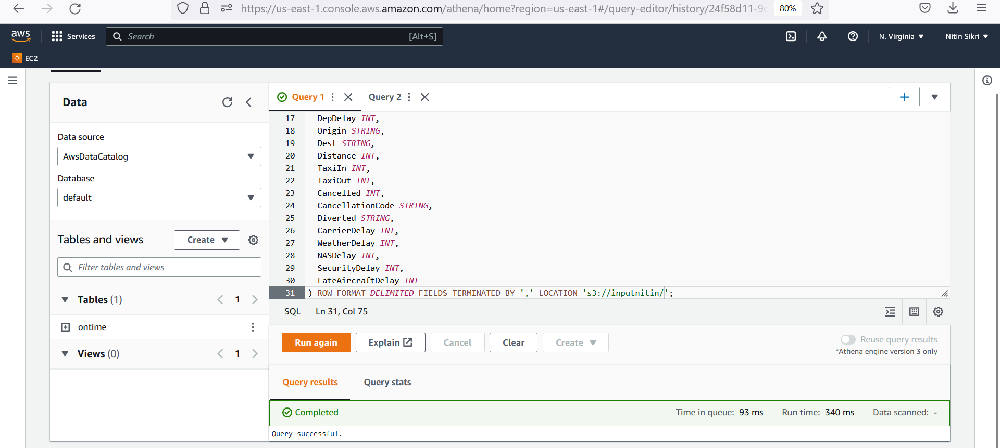 https://us-east-1.console.aws.amazon.com/athena/home?region=us-east-1#/query-editor/history/24f58d11-9c
80%
aws
Services
Search
[Alt+S]
N. Virginia
Nitin Sikri
EC2
Data
Data source
AwsDataCatalog
Database
default
Tables and views
Create
Filter tables and views
Tables (1)
1
ontime
Views (0)
1
Query 1
Query 2
17 DepDelay INT,
18 Origin STRING,
19 Dest STRING,
20 Distance INT,
21 TaxiIn INT,
22 TaxiOut INT,
23 Cancelled INT,
24 CancellationCode STRING,
25 Diverted STRING,
26 CarrierDelay INT,
27 WeatherDelay INT,
28 NASDelay INT,
29 SecurityDelay INT,
30 LateAircraftDelay INT
31 ) ROW FORMAT DELIMITED FIELDS TERMINATED BY ',' LOCATION 's3://inputnitin/';
SQL Ln 31, Col 75
Run again
Explain
Cancel
Clear
Create
Reuse query results
*Athena engine version 3 only
Query results
Query stats
Completed
Time in queue: 93 ms
Run time: 340 ms
Data scanned: -
Query successful.